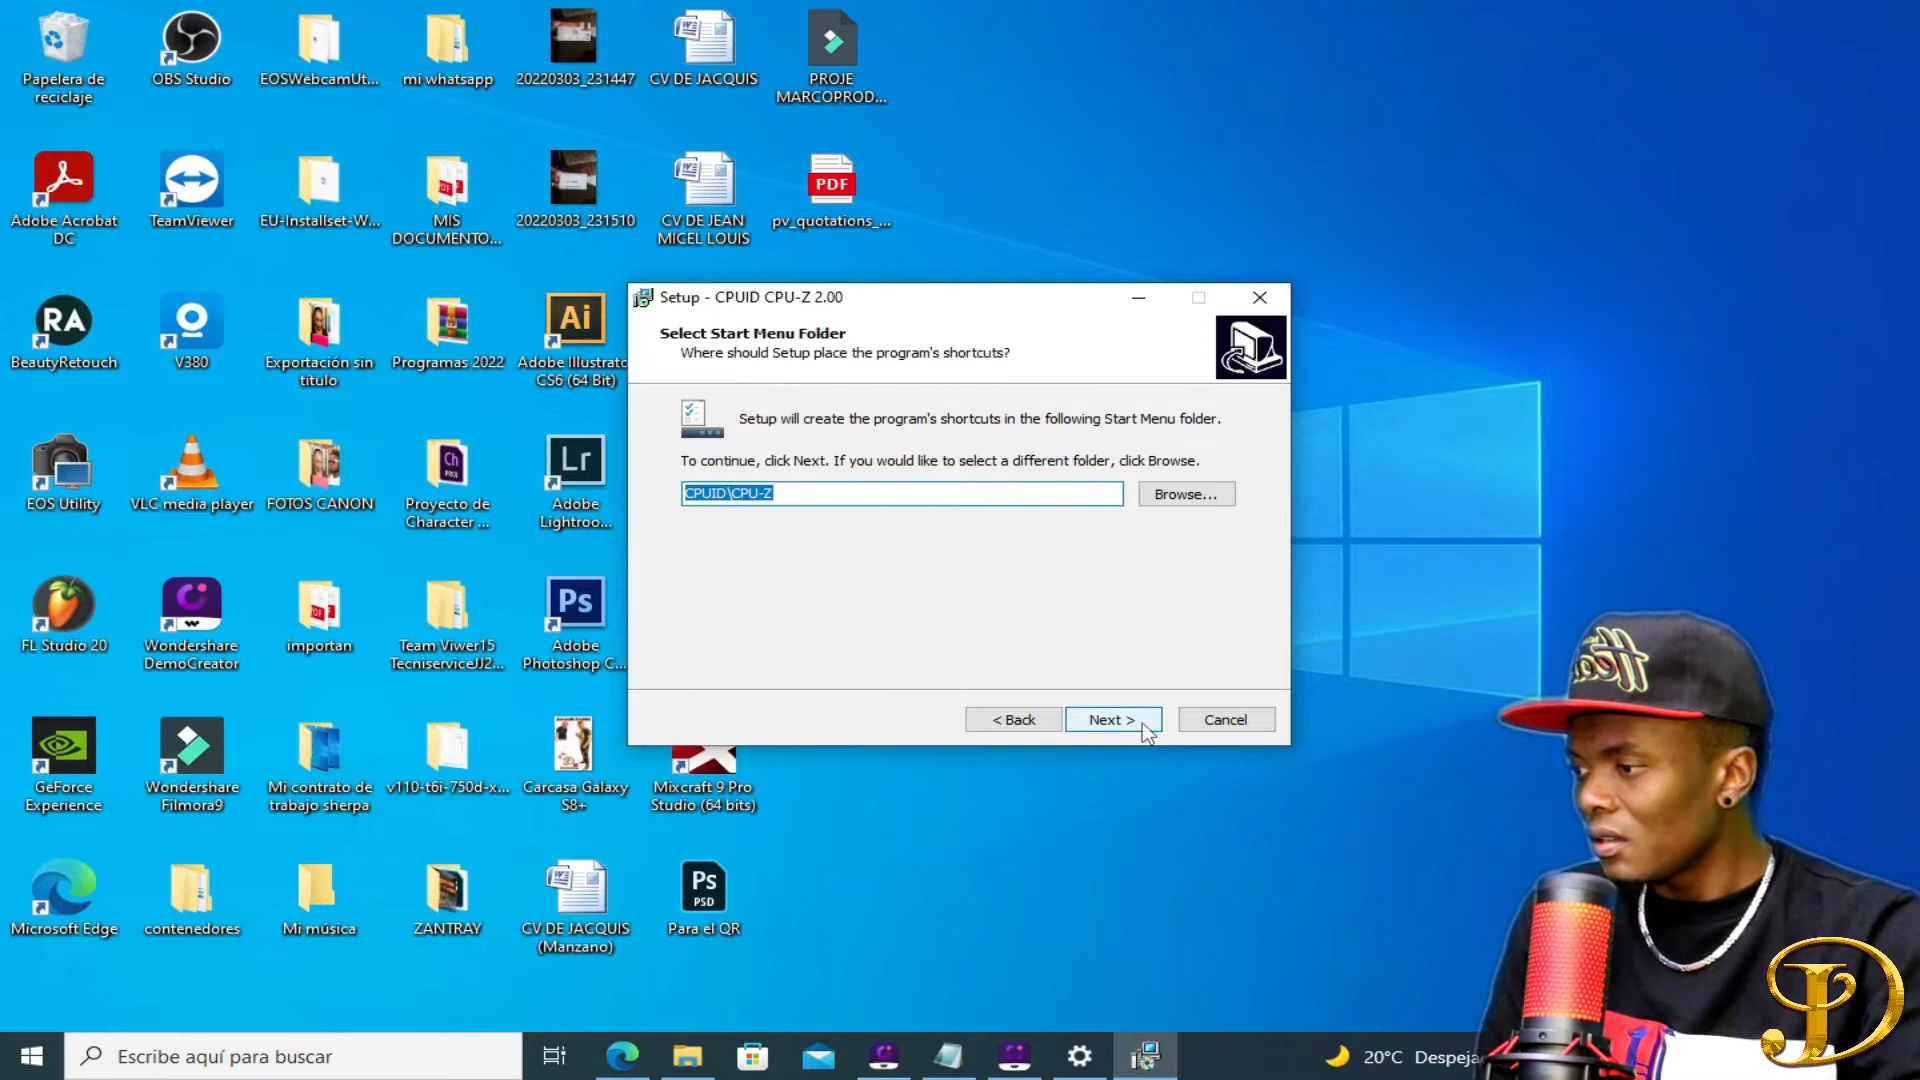 Papelera de
reciclaje
OBS Studio
EOSWebcamUt...
mi whatsapp
20220303_231447
CV DE JACQUIS
PROJE
MARCOPROD...
Adobe Acrobat
DC
TeamViewer
EU-Installset-W...
MIS
DOCUMENTO...
20220303_231510
CV DE JEAN
MICEL LOUIS
PDF
pv_quotations_...
RA
BeautyRetouch
V380
Exportación sin
título
Programas 2022
Ai
Adobe Illustrato
CS6 (64 Bit)
EOS Utility
VLC media player
FOTOS CANON
Ch
Proyecto de
Character ...
Lr
Adobe
Lightroo...
FL Studio 20
Wondershare
DemoCreator
importan
Team Viwer15
TecniserviceJJ2...
Ps
Adobe
Photoshop C...
GeForce
Experience
Wondershare
Filmora9
Mi contrato de
trabajo sherpa
v110-t6i-750d-x...
Carcasa Galaxy
S8+
Mixcraft 9 Pro
Studio (64 bits)
Microsoft Edge
contenedores
Mi música
ZANTRAY
CV DE JACQUIS
(Manzano)
Ps
PSD
Para el QR
Setup - CPUID CPU-Z 2.00
Select Start Menu Folder
Where should Setup place the program's shortcuts?
Setup will create the program's shortcuts in the following Start Menu folder.
To continue, click Next. If you would like to select a different folder, click Browse.
CPUID\CPU-Z
Browse...
< Back
Next >
Cancel
Escribe aquí para buscar
20°C Despeja